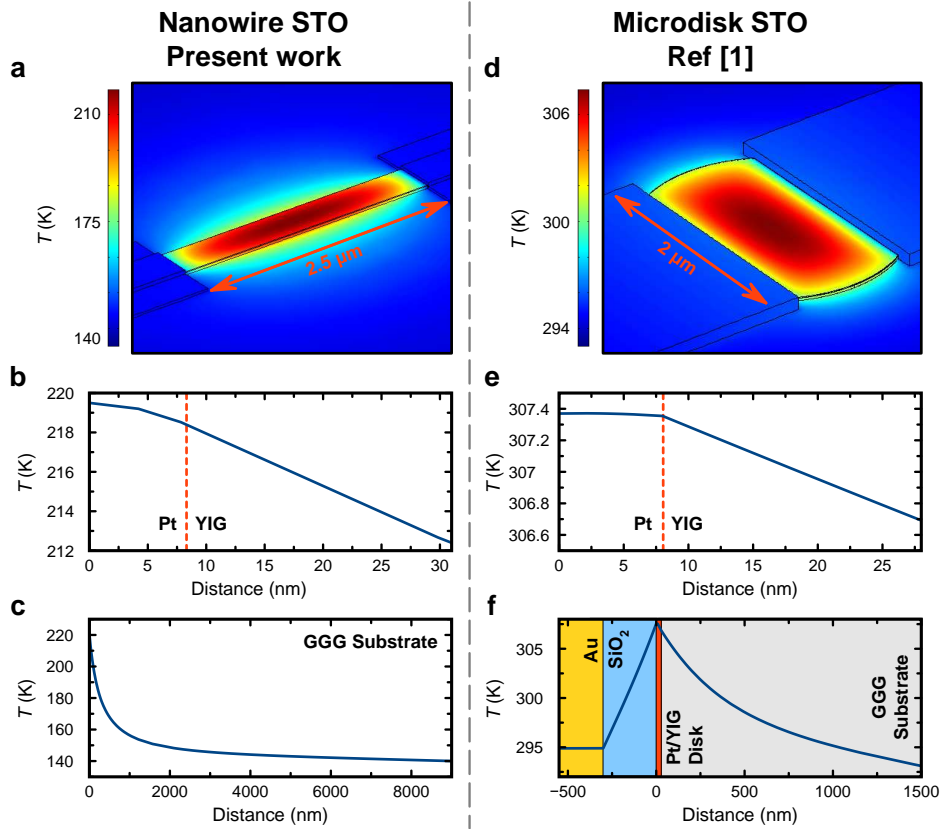 Nanowire STO
Present work
Microdisk STO
Ref [1]
a
T (K)
210
175
140
2.5 µm
d
T (K)
306
300
294
2 µm
b
T (K)
220
218
216
214
212
Pt
YIG
0 5 10 15 20 25 30
Distance (nm)
e
T (K)
307.4
307.2
307
306.8
306.6
Pt
YIG
0 5 10 15 20 25
Distance (nm)
c
T (K)
220
200
180
160
140
GGG Substrate
0 2000 4000 6000 8000
Distance (nm)
f
T (K)
305
300
295
Au
SiO2
Pt/YIG
Disk
GGG
Substrate
−500 0 500 1000 1500
Distance (nm)